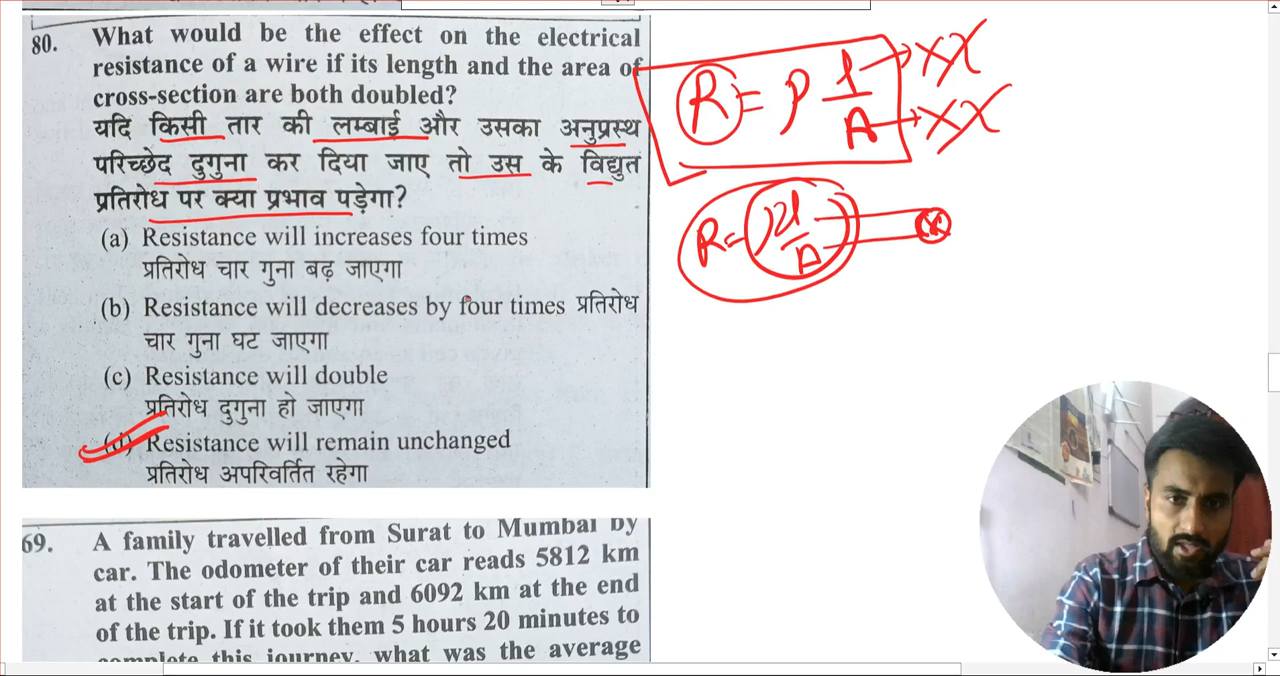 80. What would be the effect on the electrical
resistance of a wire if its length and the area of
cross-section are both doubled?
यदि किसी तार की लम्बाई और उसका अनुप्रस्थ
परिच्छेद दुगुना कर दिया जाए तो उस के विद्युत
प्रतिरोध पर क्या प्रभाव पड़ेगा?
(a) Resistance will increases four times
प्रतिरोध चार गुना बढ़ जाएगा
(b) Resistance will decreases by four times प्रतिरोध
चार गुना घट जाएगा
(c) Resistance will double
प्रतिरोध दुगुना हो जाएगा
(d) Resistance will remain unchanged
प्रतिरोध अपरिवर्तित रहेगा
69. A family travelled from Surat to Mumbai by
car. The odometer of their car reads 5812 km
at the start of the trip and 6092 km at the end
of the trip. If it took them 5 hours 20 minutes to
complete this journey, what was the average
R = ρ l/A